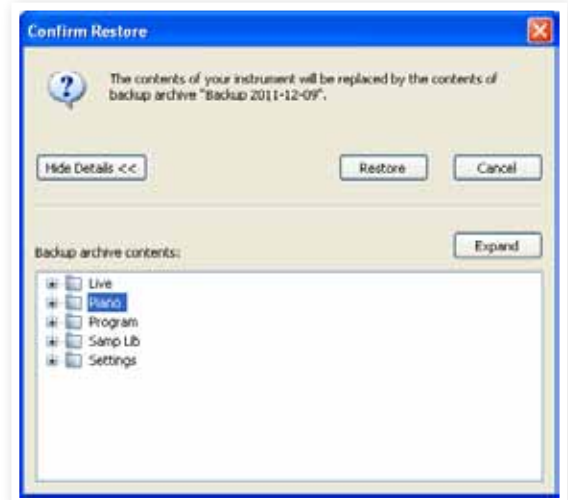 Confirm Restore
The contents of your instrument will be replaced by the contents of
backup archive "Backup 2011-12-09".
Hide Details <<
Restore
Cancel
Expand
Backup archive contents:
Live
Piano
Program
Samp Lib
Settings